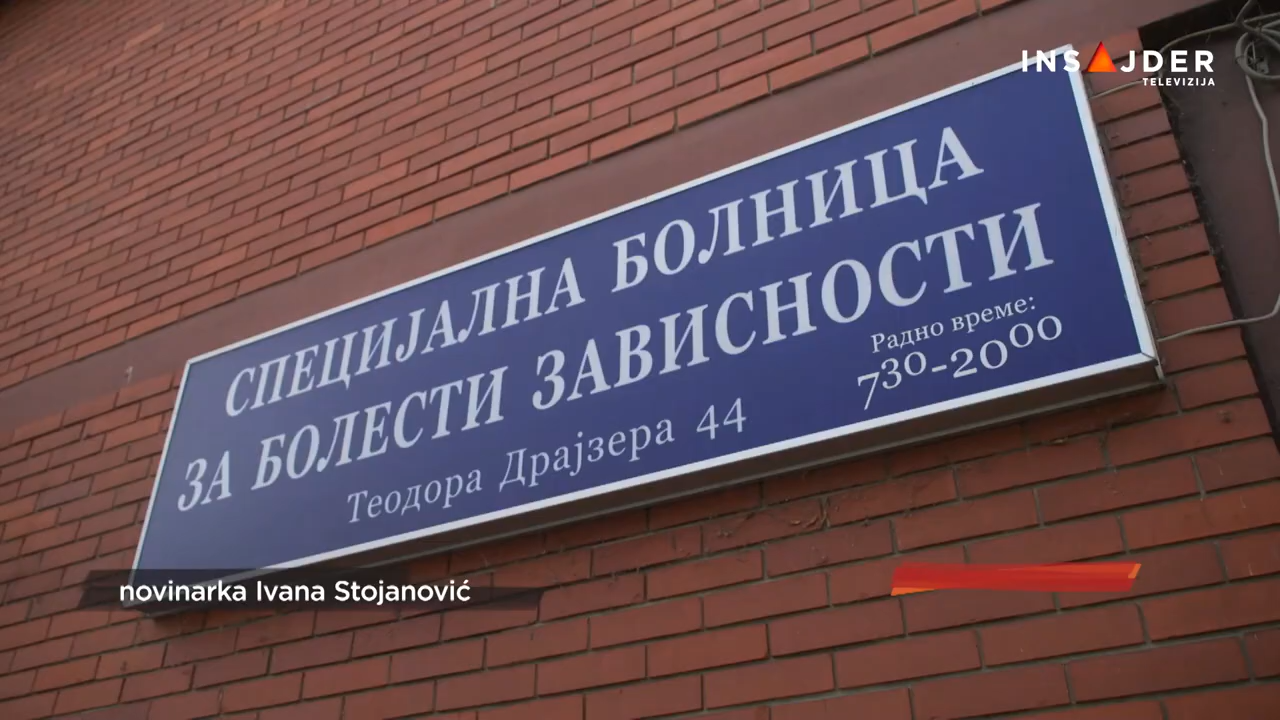 INSAJDER
TELEVIZIJA
СПЕЦИЈАЛНА БОЛНИЦА
ЗА БОЛЕСТИ ЗАВИСНОСТИ
Теодора Драјзера 44
Радно време:
7³⁰-20⁰⁰
novinarka Ivana Stojanović